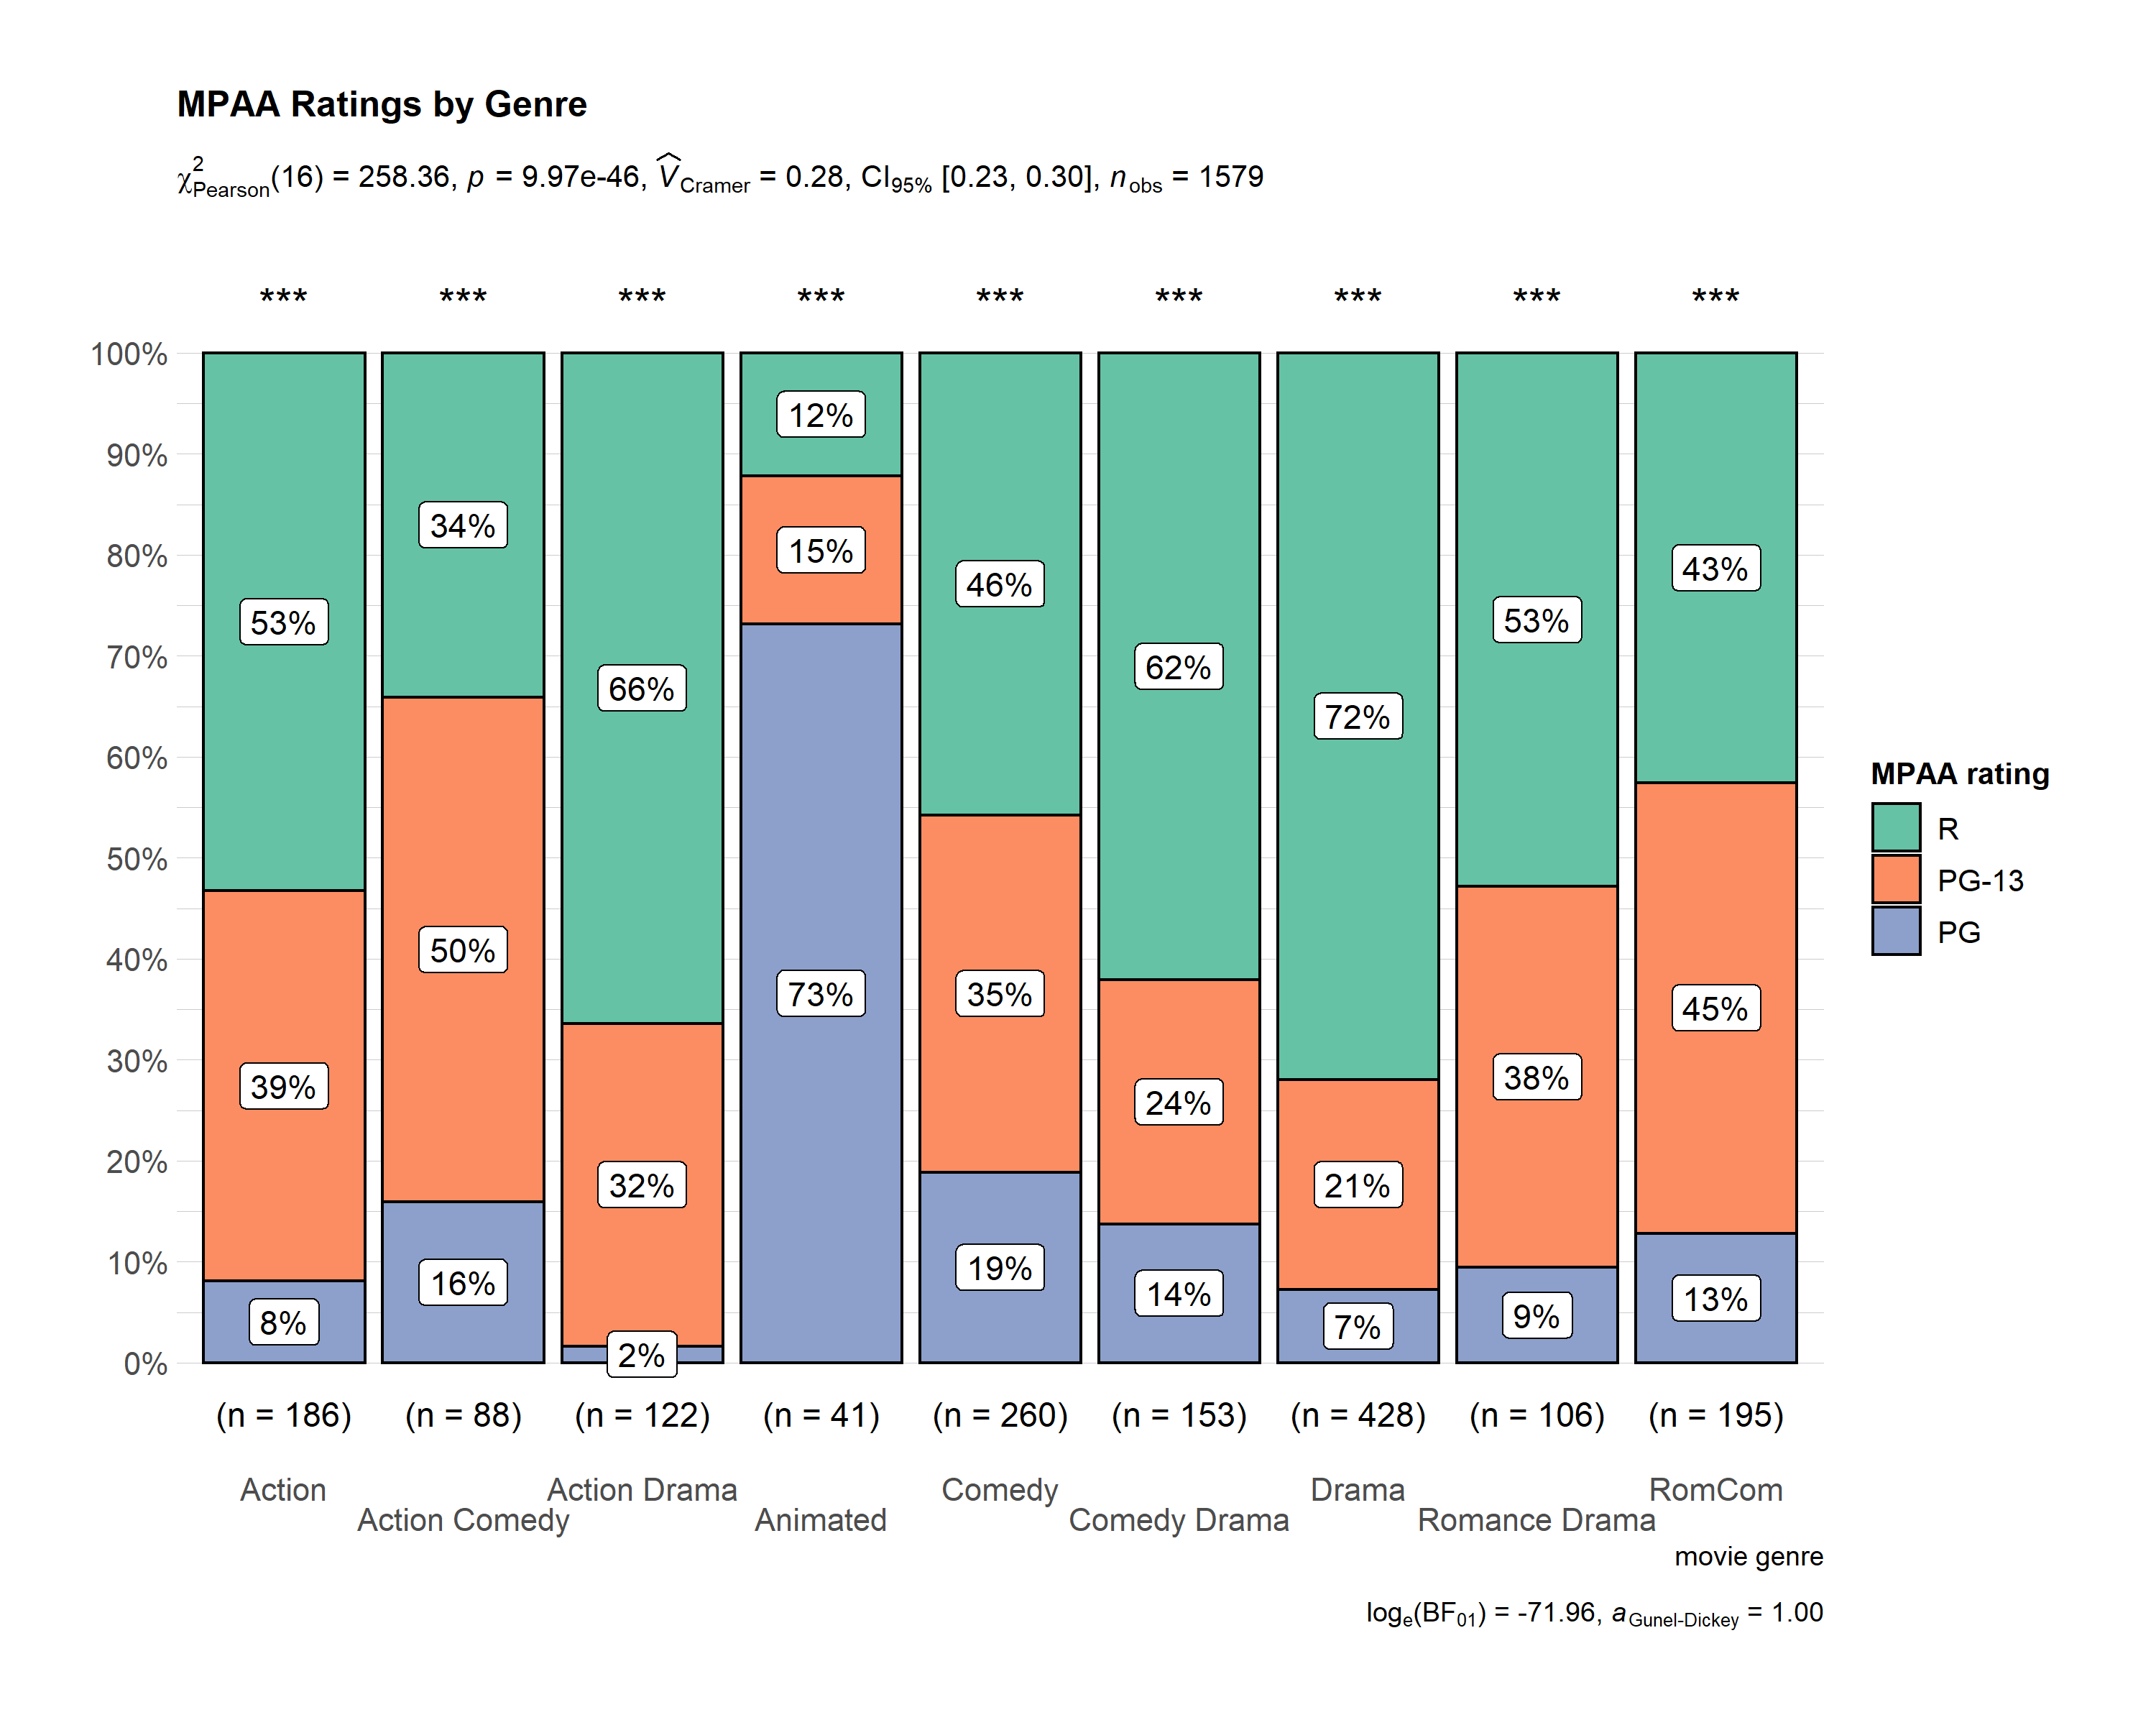 MPAA Ratings by Genre
χ²Pearson(16) = 258.36, p = 9.97e-46, V̂Cramer = 0.28, CI95% [0.23, 0.30], nobs = 1579
*** *** *** *** *** *** *** *** ***
100%
90%
80%
70%
60%
50%
40%
30%
20%
10%
0%
53% 34% 66% 12% 46% 62% 72% 53% 43%
39% 50% 32% 15% 35% 24% 21% 38% 45%
8% 16% 2% 73% 19% 14% 7% 9% 13%
MPAA rating
R
PG-13
PG
(n = 186) (n = 88) (n = 122) (n = 41) (n = 260) (n = 153) (n = 428) (n = 106) (n = 195)
Action Action Drama Comedy Drama RomCom
Action Comedy Animated Comedy Drama Romance Drama
movie genre
loge(BF01) = -71.96, aGunel-Dickey = 1.00